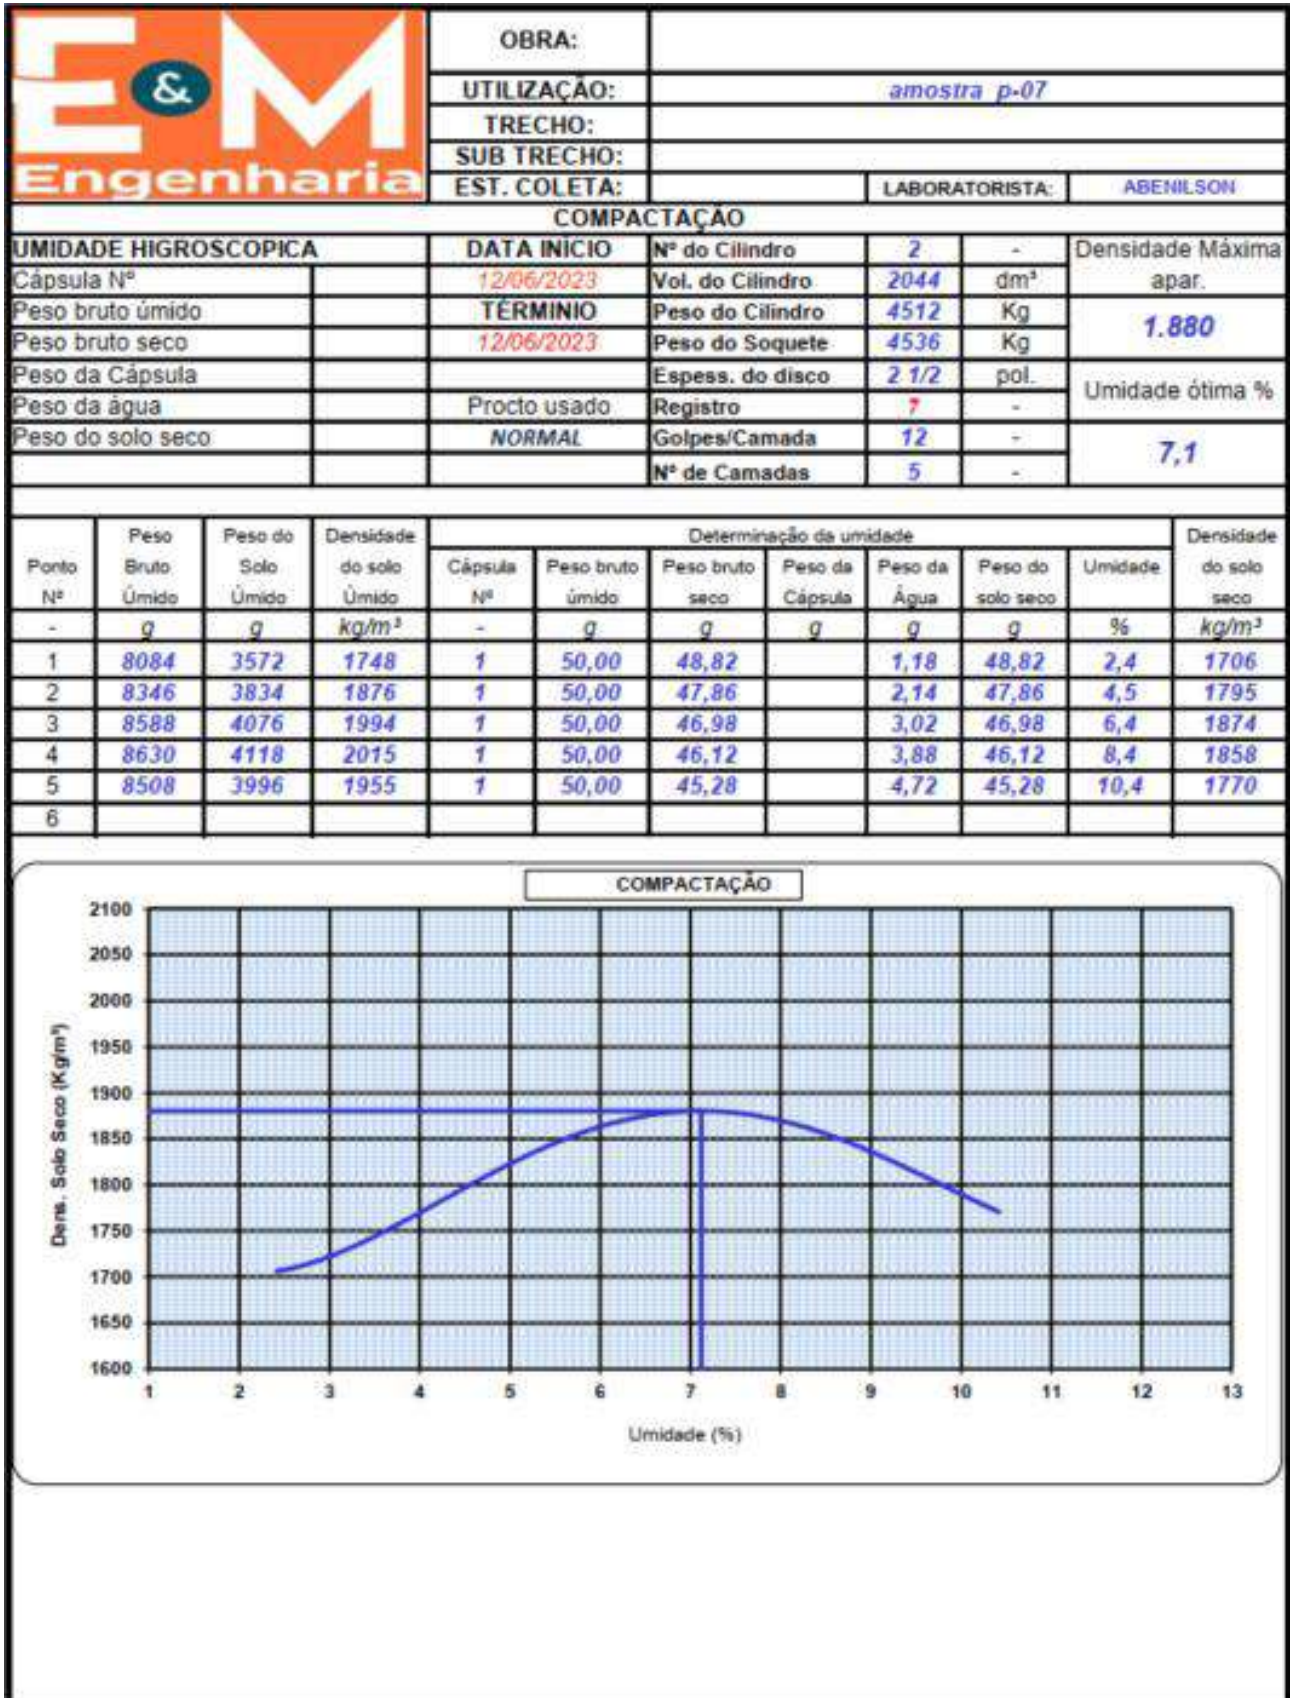 E&M
Engenharia
OBRA:
UTILIZAÇÃO: amostra p-07
TRECHO:
SUB TRECHO:
EST. COLETA: LABORATORISTA: ABENILSON
COMPACTAÇÃO
UMIDADE HIGROSCOPICA DATA INÍCIO Nº do Cilindro 2 - Densidade Máxima
Cápsula Nº 12/06/2023 Vol. do Cilindro 2044 dm³ apar.
Peso bruto úmido TÉRMINIO Peso do Cilindro 4512 Kg 1.880
Peso bruto seco 12/06/2023 Peso do Soquete 4536 Kg
Peso da Cápsula Espess. do disco 2 1/2 pol. Umidade ótima %
Peso da água Procto usado Registro 7 -
Peso do solo seco NORMAL Golpes/Camada 12 - 7,1
Nº de Camadas 5 -
Peso Peso do Densidade Determinação da umidade Densidade
Ponto Bruto Solo do solo Cápsula Peso bruto Peso bruto Peso da Peso da Peso do Umidade do solo
Nº Úmido Úmido Úmido Nº úmido seco Cápsula Água solo seco seco
- g g kg/m³ - g g g g g % kg/m³
1 8084 3572 1748 1 50,00 48,82 1,18 48,82 2,4 1706
2 8346 3834 1876 1 50,00 47,86 2,14 47,86 4,5 1795
3 8588 4076 1994 1 50,00 46,98 3,02 46,98 6,4 1874
4 8630 4118 2015 1 50,00 46,12 3,88 46,12 8,4 1858
5 8508 3996 1955 1 50,00 45,28 4,72 45,28 10,4 1770
6
COMPACTAÇÃO
2100
2050
2000
1950
1900
1850
1800
1750
1700
1650
1600
Dens. Solo Seco (Kg/m³)
1 2 3 4 5 6 7 8 9 10 11 12 13
Umidade (%)